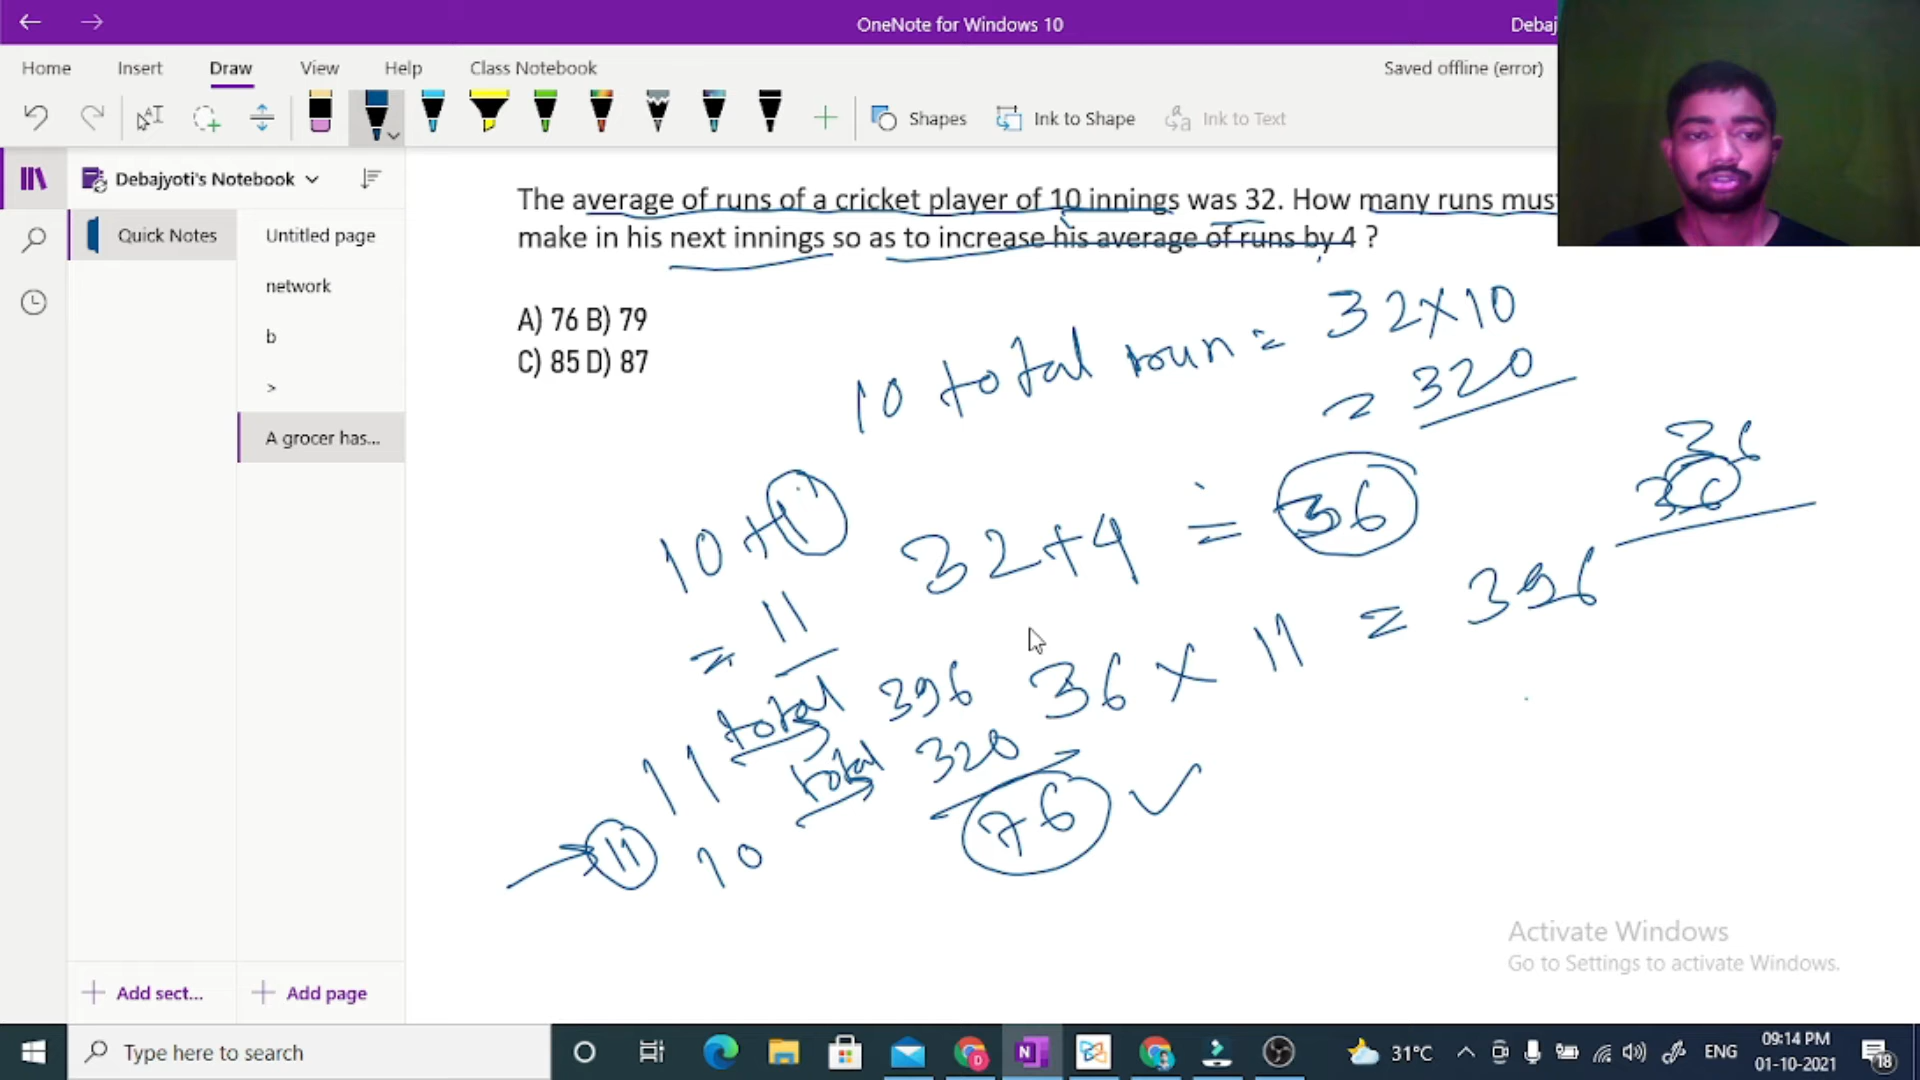 OneNote for Windows 10
Debaj
Home Insert Draw View Help Class Notebook
Saved offline (error)
Shapes Ink to Shape Ink to Text
Debajyoti's Notebook
Quick Notes
Untitled page
network
b
>
A grocer has...
Add sect...
Add page
The average of runs of a cricket player of 10 innings was 32. How many runs mus
make in his next innings so as to increase his average of runs by 4 ?
A) 76 B) 79
C) 85 D) 87
10 total run = 32 x 10
= 320
36
36
10 + 1
32 + 4 = 36
= 11
36 x 11 = 396
11 total 396
10 total 320
11
76
Activate Windows
Go to Settings to activate Windows.
Type here to search
31°C
ENG
09:14 PM
01-10-2021
18